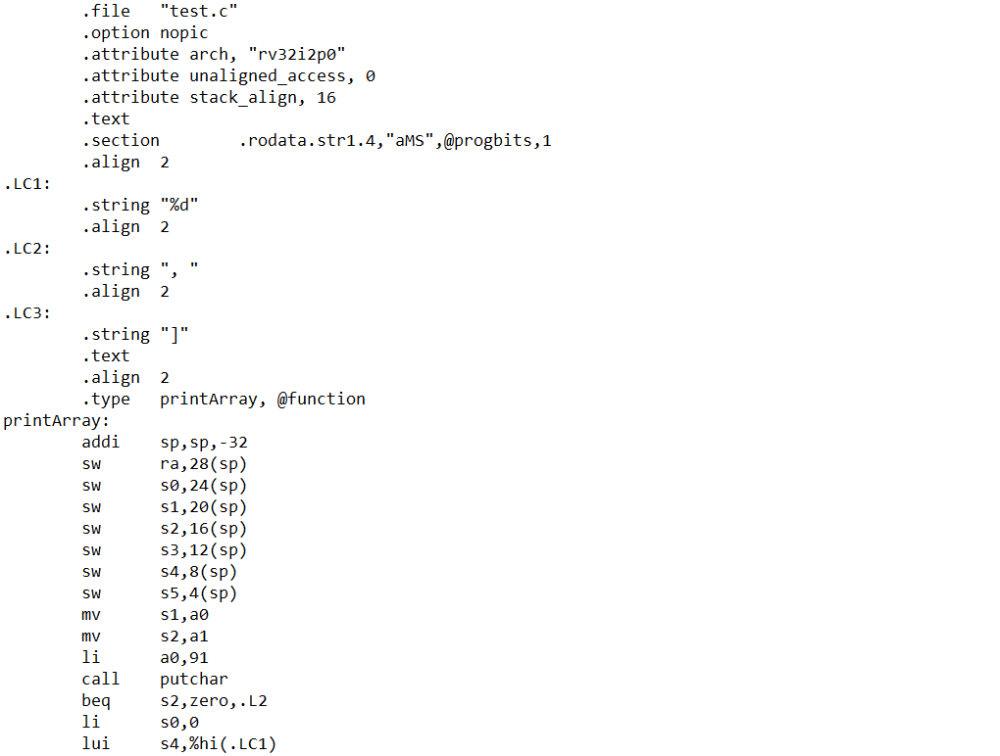 .file "test.c"
.option nopic
.attribute arch, "rv32i2p0"
.attribute unaligned_access, 0
.attribute stack_align, 16
.text
.section .rodata.str1.4,"aMS",@progbits,1
.align 2
.LC1:
.string "%d"
.align 2
.LC2:
.string ", "
.align 2
.LC3:
.string "]"
.text
.align 2
.type printArray, @function
printArray:
addi sp,sp,-32
sw ra,28(sp)
sw s0,24(sp)
sw s1,20(sp)
sw s2,16(sp)
sw s3,12(sp)
sw s4,8(sp)
sw s5,4(sp)
mv s1,a0
mv s2,a1
li a0,91
call putchar
beq s2,zero,.L2
li s0,0
lui s4,%hi(.LC1)